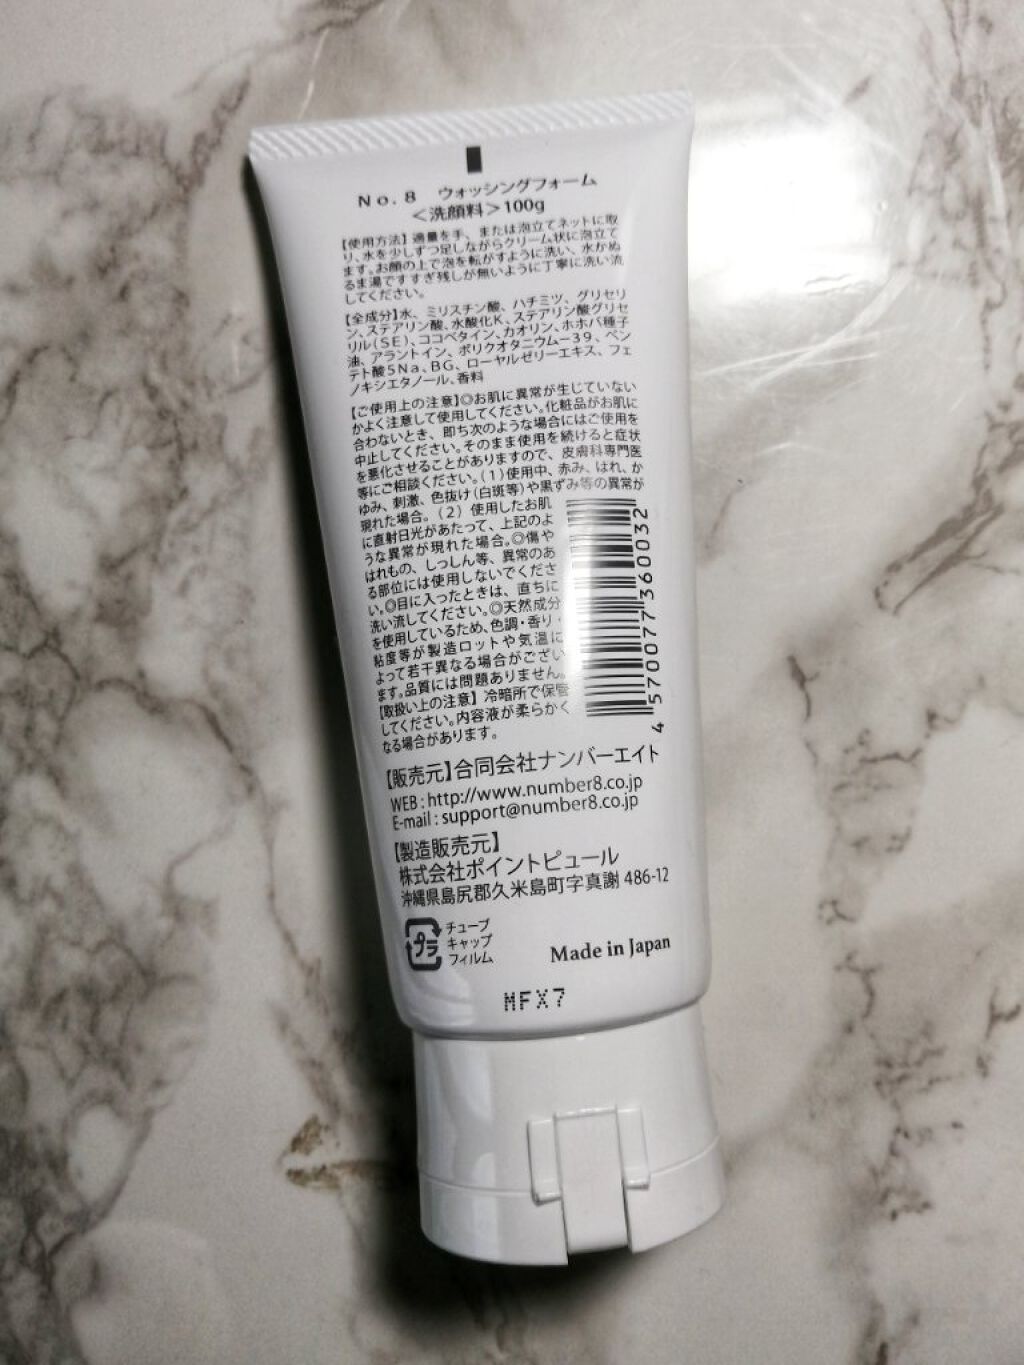 No. 8 ウォッシングフォーム
＜洗顔料＞100g
【使用方法】適量を手、または泡立てネットに取
り、水を少しずつ足しながらクリーム状に泡立て
ます。お顔の上で泡を転がすように洗い、水かぬ
るま湯ですすぎ残しが無いように丁寧に洗い流
してください。
【全成分】水、ミリスチン酸、ハチミツ、グリセリ
ン、ステアリン酸、水酸化K、ステアリン酸グリセ
リル(SE)、ココベタイン、カオリン、ホホバ種子
油、アラントイン、ポリクオタニウム－39、ペン
テト酸5Na、BG、ローヤルゼリーエキス、フェ
ノキシエタノール、香料
【ご使用上の注意】◎お肌に異常が生じていない
かよく注意して使用してください。化粧品がお肌に
合わないとき、即ち次のような場合にはご使用を
中止してください。そのまま使用を続けると症状
を悪化させることがありますので、皮膚科専門医
等にご相談ください。（1）使用中、赤み、はれ、か
ゆみ、刺激、色抜け（白斑等）や黒ずみ等の異常が
現れた場合。（2）使用したお肌
に直射日光があたって、上記のよ
うな異常が現れた場合。◎傷や
はれもの、しっしん等、異常のあ
る部位には使用しないでくださ
い。◎目に入ったときは、直ちに
洗い流してください。◎天然成分
を使用しているため、色調・香り・
粘度等が製造ロットや気温に
よって若干異なる場合がござい
ます。品質には問題ありません。
【取扱い上の注意】冷暗所で保管
してください。内容液が柔らかく
なる場合があります。
4 570077 360032
【販売元】合同会社ナンバーエイト
WEB : http://www.number8.co.jp
E-mail : support@number8.co.jp
【製造販売元】
株式会社ポイントピュール
沖縄県島尻郡久米島町字真謝 486-12
プラ
チューブ
キャップ
フィルム
Made in Japan
MFX7